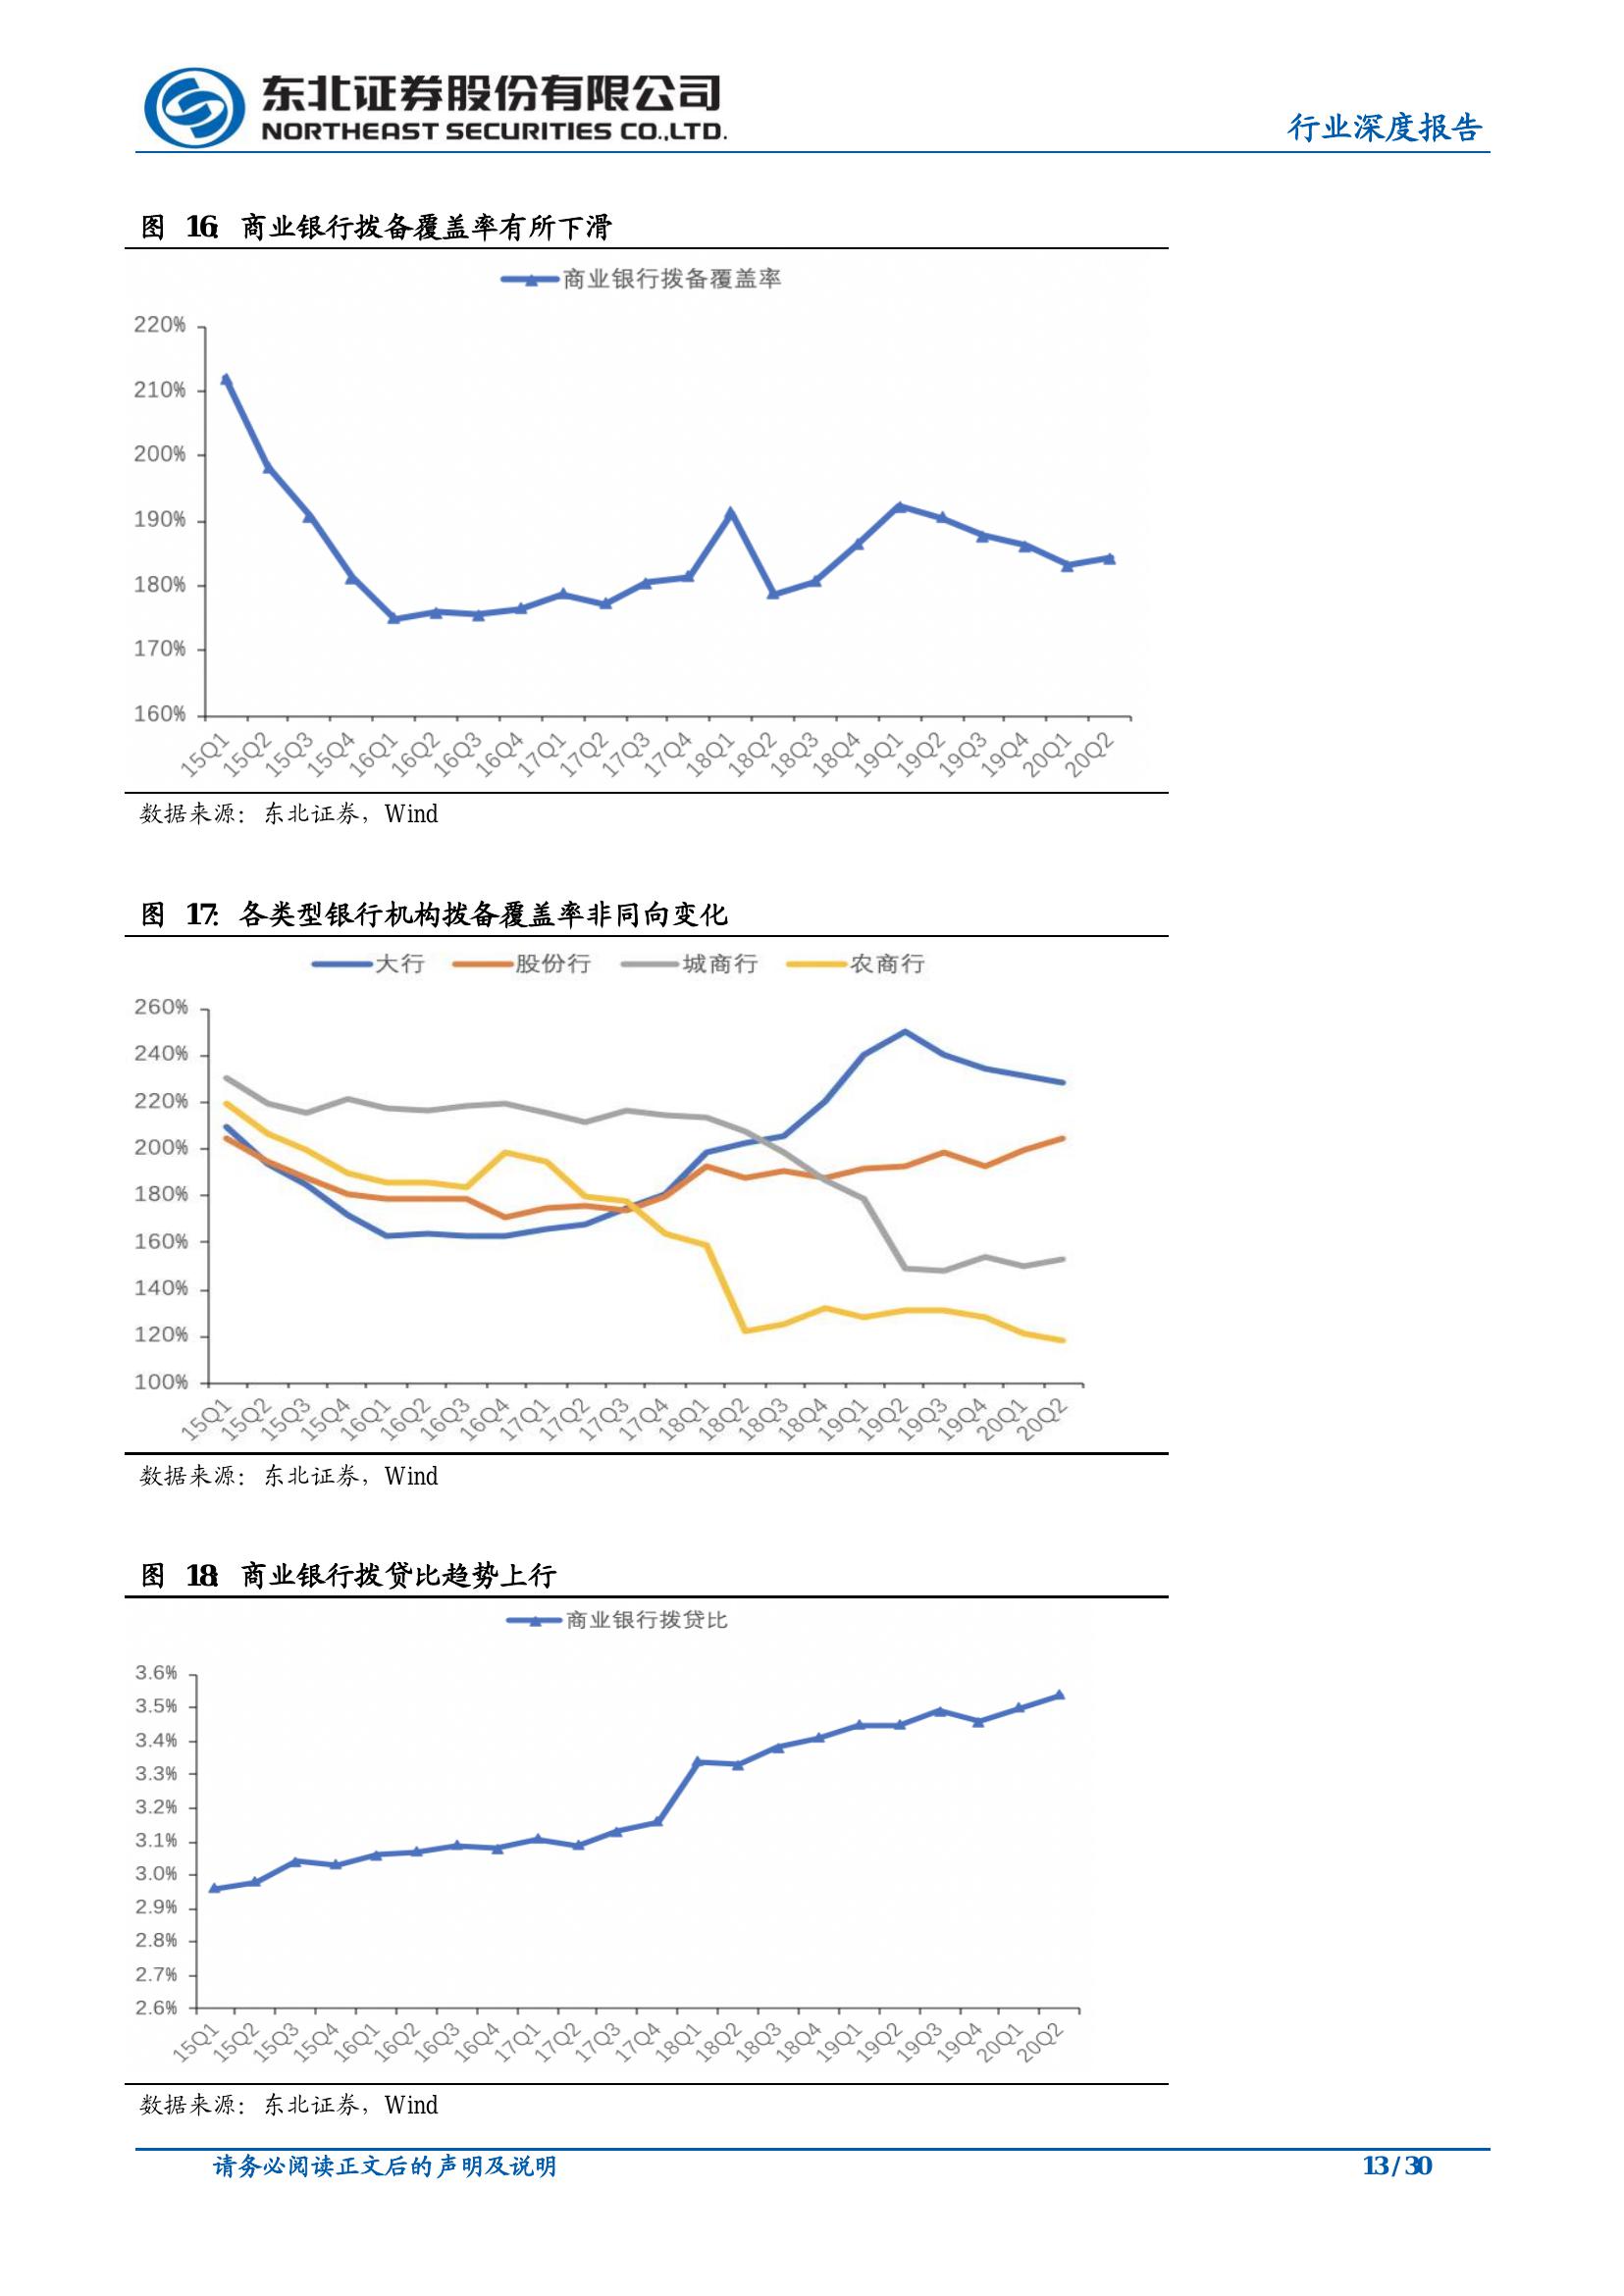 东北证券股份有限公司
NORTHEAST SECURITIES CO.,LTD.
行业深度报告
图 16: 商业银行拨备覆盖率有所下滑
商业银行拨备覆盖率
220%
210%
200%
190%
180%
170%
160%
15Q1 15Q2 15Q3 15Q4 16Q1 16Q2 16Q3 16Q4 17Q1 17Q2 17Q3 17Q4 18Q1 18Q2 18Q3 18Q4 19Q1 19Q2 19Q3 19Q4 20Q1 20Q2
数据来源：东北证券，Wind
图 17: 各类型银行机构拨备覆盖率非同向变化
大行 股份行 城商行 农商行
260%
240%
220%
200%
180%
160%
140%
120%
100%
15Q1 15Q2 15Q3 15Q4 16Q1 16Q2 16Q3 16Q4 17Q1 17Q2 17Q3 17Q4 18Q1 18Q2 18Q3 18Q4 19Q1 19Q2 19Q3 19Q4 20Q1 20Q2
数据来源：东北证券，Wind
图 18: 商业银行拨贷比趋势上行
商业银行拨贷比
3.6%
3.5%
3.4%
3.3%
3.2%
3.1%
3.0%
2.9%
2.8%
2.7%
2.6%
15Q1 15Q2 15Q3 15Q4 16Q1 16Q2 16Q3 16Q4 17Q1 17Q2 17Q3 17Q4 18Q1 18Q2 18Q3 18Q4 19Q1 19Q2 19Q3 19Q4 20Q1 20Q2
数据来源：东北证券，Wind
请务必阅读正文后的声明及说明
13 / 30